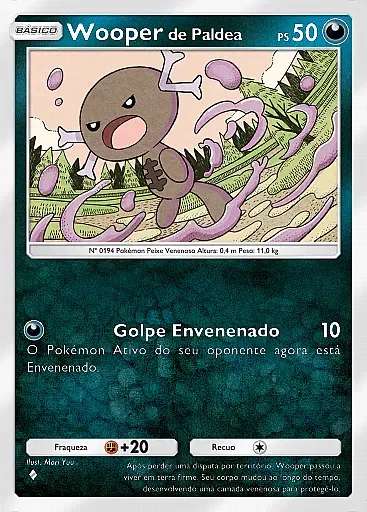 BÁSICO Wooper de Paldea PS 50
N° 0194 Pokémon Peixe Venenoso Altura: 0,4 m Peso: 11,0 kg
Golpe Envenenado 10
O Pokémon Ativo do seu oponente agora está
Envenenado.
Fraqueza +20 Recuo
Ilust. Mori Yuu
Após perder uma disputa por território, Wooper passou a
viver em terra firme. Seu corpo mudou ao longo do tempo,
desenvolvendo uma camada venenosa para protegê-lo.